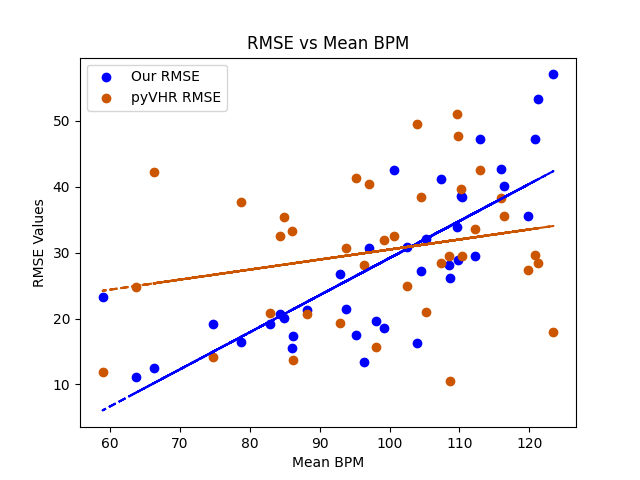 RMSE vs Mean BPM
Our RMSE
pyVHR RMSE
50
40
30
20
10
RMSE Values
60 70 80 90 100 110 120
Mean BPM